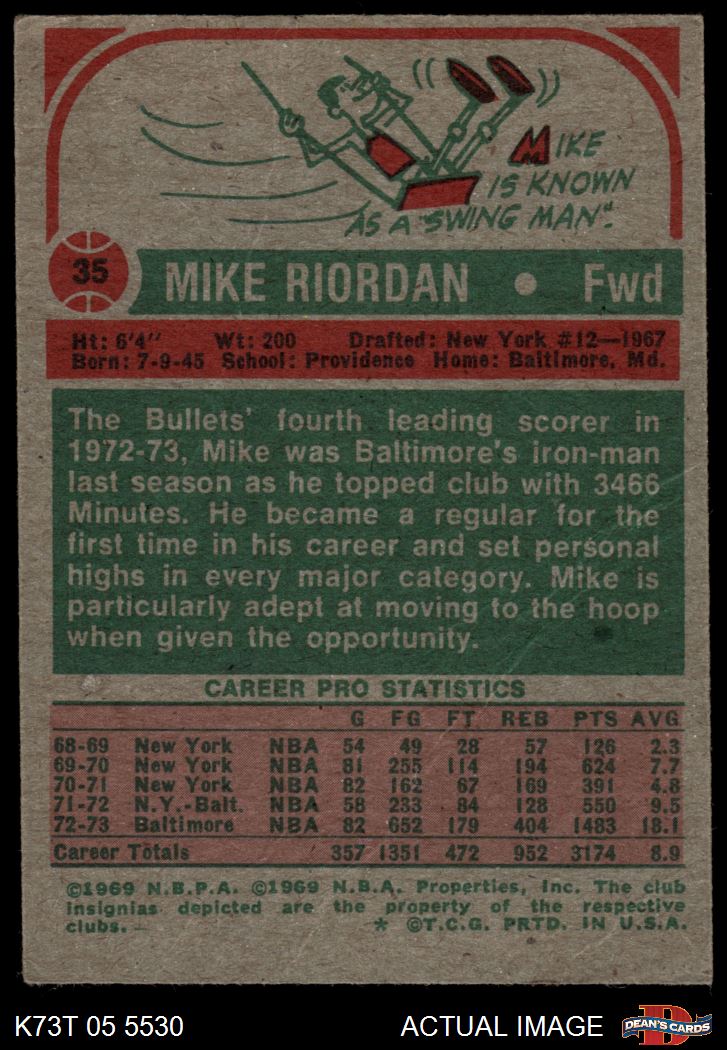 MIKE
IS KNOWN
AS A "SWING MAN".
35 MIKE RIORDAN • Fwd
Ht: 6'4" Wt: 200 Drafted: New York #12—1967
Born: 7-9-45 School: Providence Home: Baltimore, Md.
The Bullets' fourth leading scorer in
1972-73, Mike was Baltimore's iron-man
last season as he topped club with 3466
Minutes. He became a regular for the
first time in his career and set personal
highs in every major category. Mike is
particularly adept at moving to the hoop
when given the opportunity.
CAREER PRO STATISTICS
G FG FT REB PTS AVG
68-69 New York NBA 54 49 28 57 126 2.3
69-70 New York NBA 81 255 114 194 624 7.7
70-71 New York NBA 82 162 67 169 391 4.8
71-72 N.Y.-Balt. NBA 58 233 84 128 550 9.5
72-73 Baltimore NBA 82 652 179 404 1483 18.1
Career Totals 357 1351 472 952 3174 8.9
©1969 N.B.P.A. ©1969 N.B.A. Properties, Inc. The club
insignias depicted are the property of the respective
clubs. * ©T.C.G. PRTD. IN U.S.A.
K73T 05 5530 ACTUAL IMAGE D DEAN'S CARDS